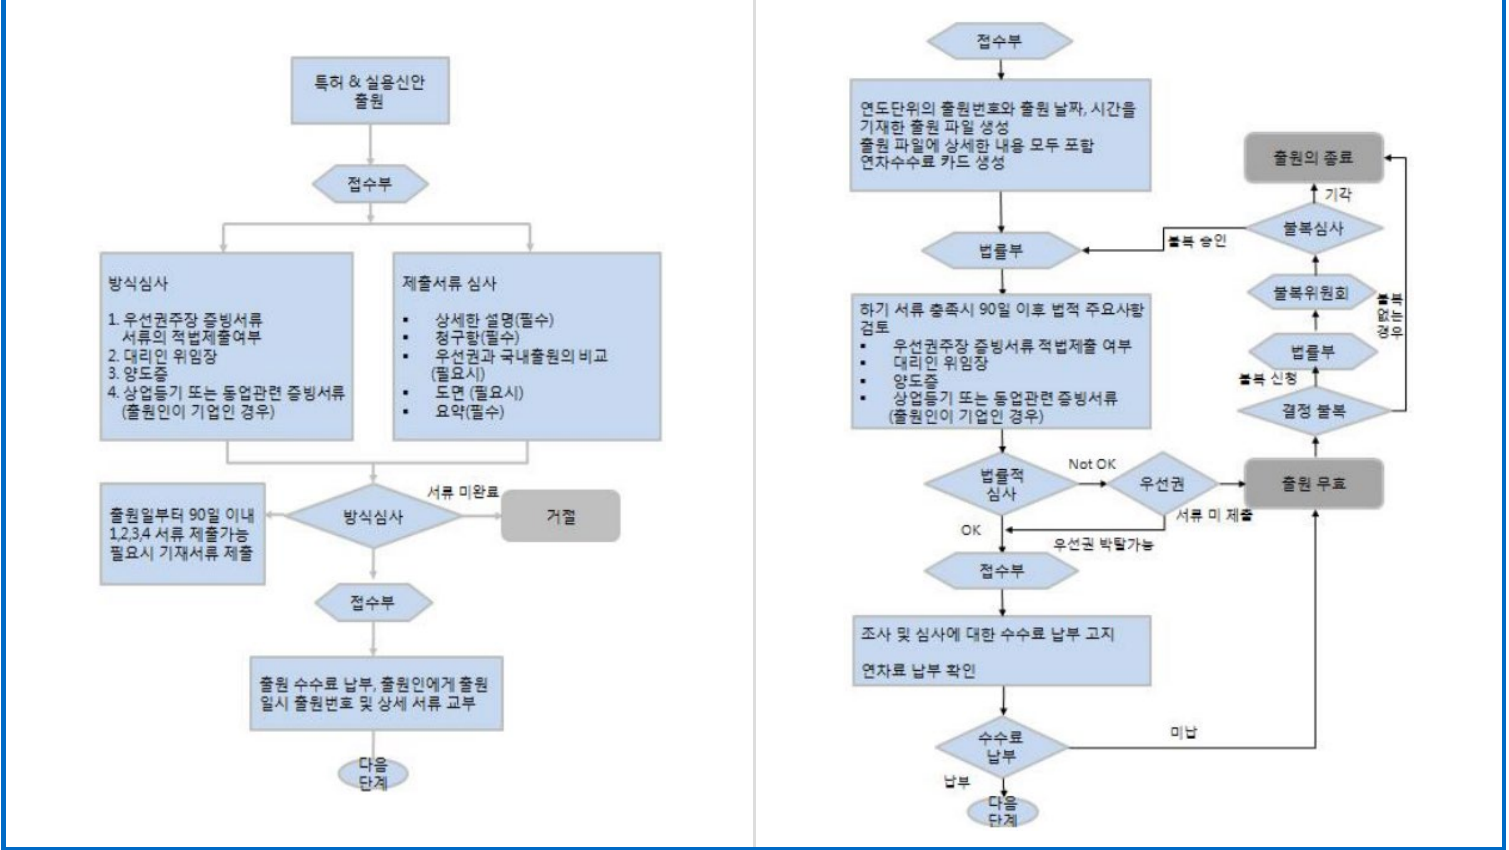 특허 & 실용신안
출원
접수부
방식심사
1. 우선권주장 증빙서류
서류의 적법제출여부
2. 대리인 위임장
3. 양도증
4. 상업등기 또는 동업관련 증빙서류
(출원인이 기업인 경우)
제출서류 심사
▪ 상세한 설명(필수)
▪ 청구항(필수)
▪ 우선권과 국내출원의 비교
(필요시)
▪ 도면 (필요시)
▪ 요약(필수)
출원일부터 90일 이내
1,2,3,4 서류 제출가능
필요시 기재서류 제출
방식심사
서류 미완료
거절
접수부
출원 수수료 납부, 출원인에게 출원
일시 출원번호 및 상세 서류 교부
다음
단계
접수부
연도단위의 출원번호와 출원 날짜, 시간을
기재한 출원 파일 생성
출원 파일에 상세한 내용 모두 포함
연차수수료 카드 생성
법률부
하기 서류 충족시 90일 이후 법적 주요사항
검토
▪ 우선권주장 증빙서류 적법제출 여부
▪ 대리인 위임장
▪ 양도증
▪ 상업등기 또는 동업관련 증빙서류
(출원인이 기업인 경우)
법률적
심사
Not OK
우선권
서류 미 제출
OK
우선권 박탈가능
출원 무효
결정 불복
불복 신청
법률부
불복위원회
불복심사
불복 승인
기각
출원의 종료
불복
없는
경우
접수부
조사 및 심사에 대한 수수료 납부 고지
연차료 납부 확인
수수료
납부
미납
납부
다음
단계